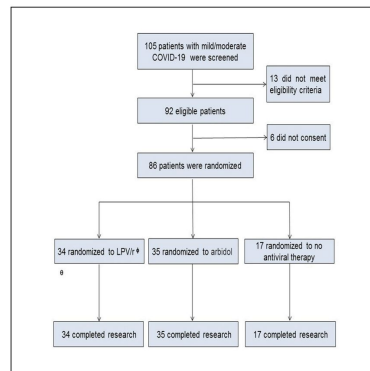 105 patients with mild/moderate
COVID-19 were screened
13 did not meet
eligibility criteria
92 eligible patients
6 did not consent
86 patients were randomized
34 randomized to LPV/r
35 randomized to arbidol
17 randomized to no
antiviral therapy
34 completed research
35 completed research
17 completed research